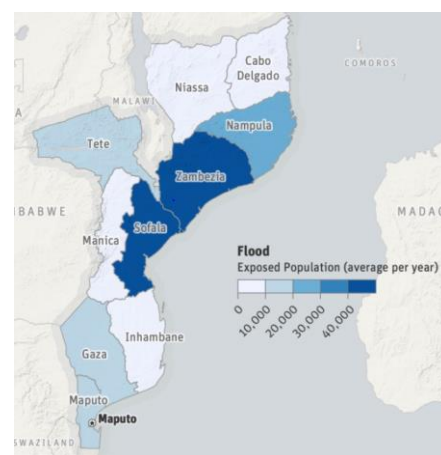 Cabo
Delgado
COMOROS
Niassa
MALAWI
Nampula
Tete
Zambezia
BABWE
Sofala
MADAG
Manica
Flood
Exposed Population (average per year)
0
10,000
20,000
30,000
40,000
Inhambane
Gaza
Maputo
Maputo
SWAZILAND